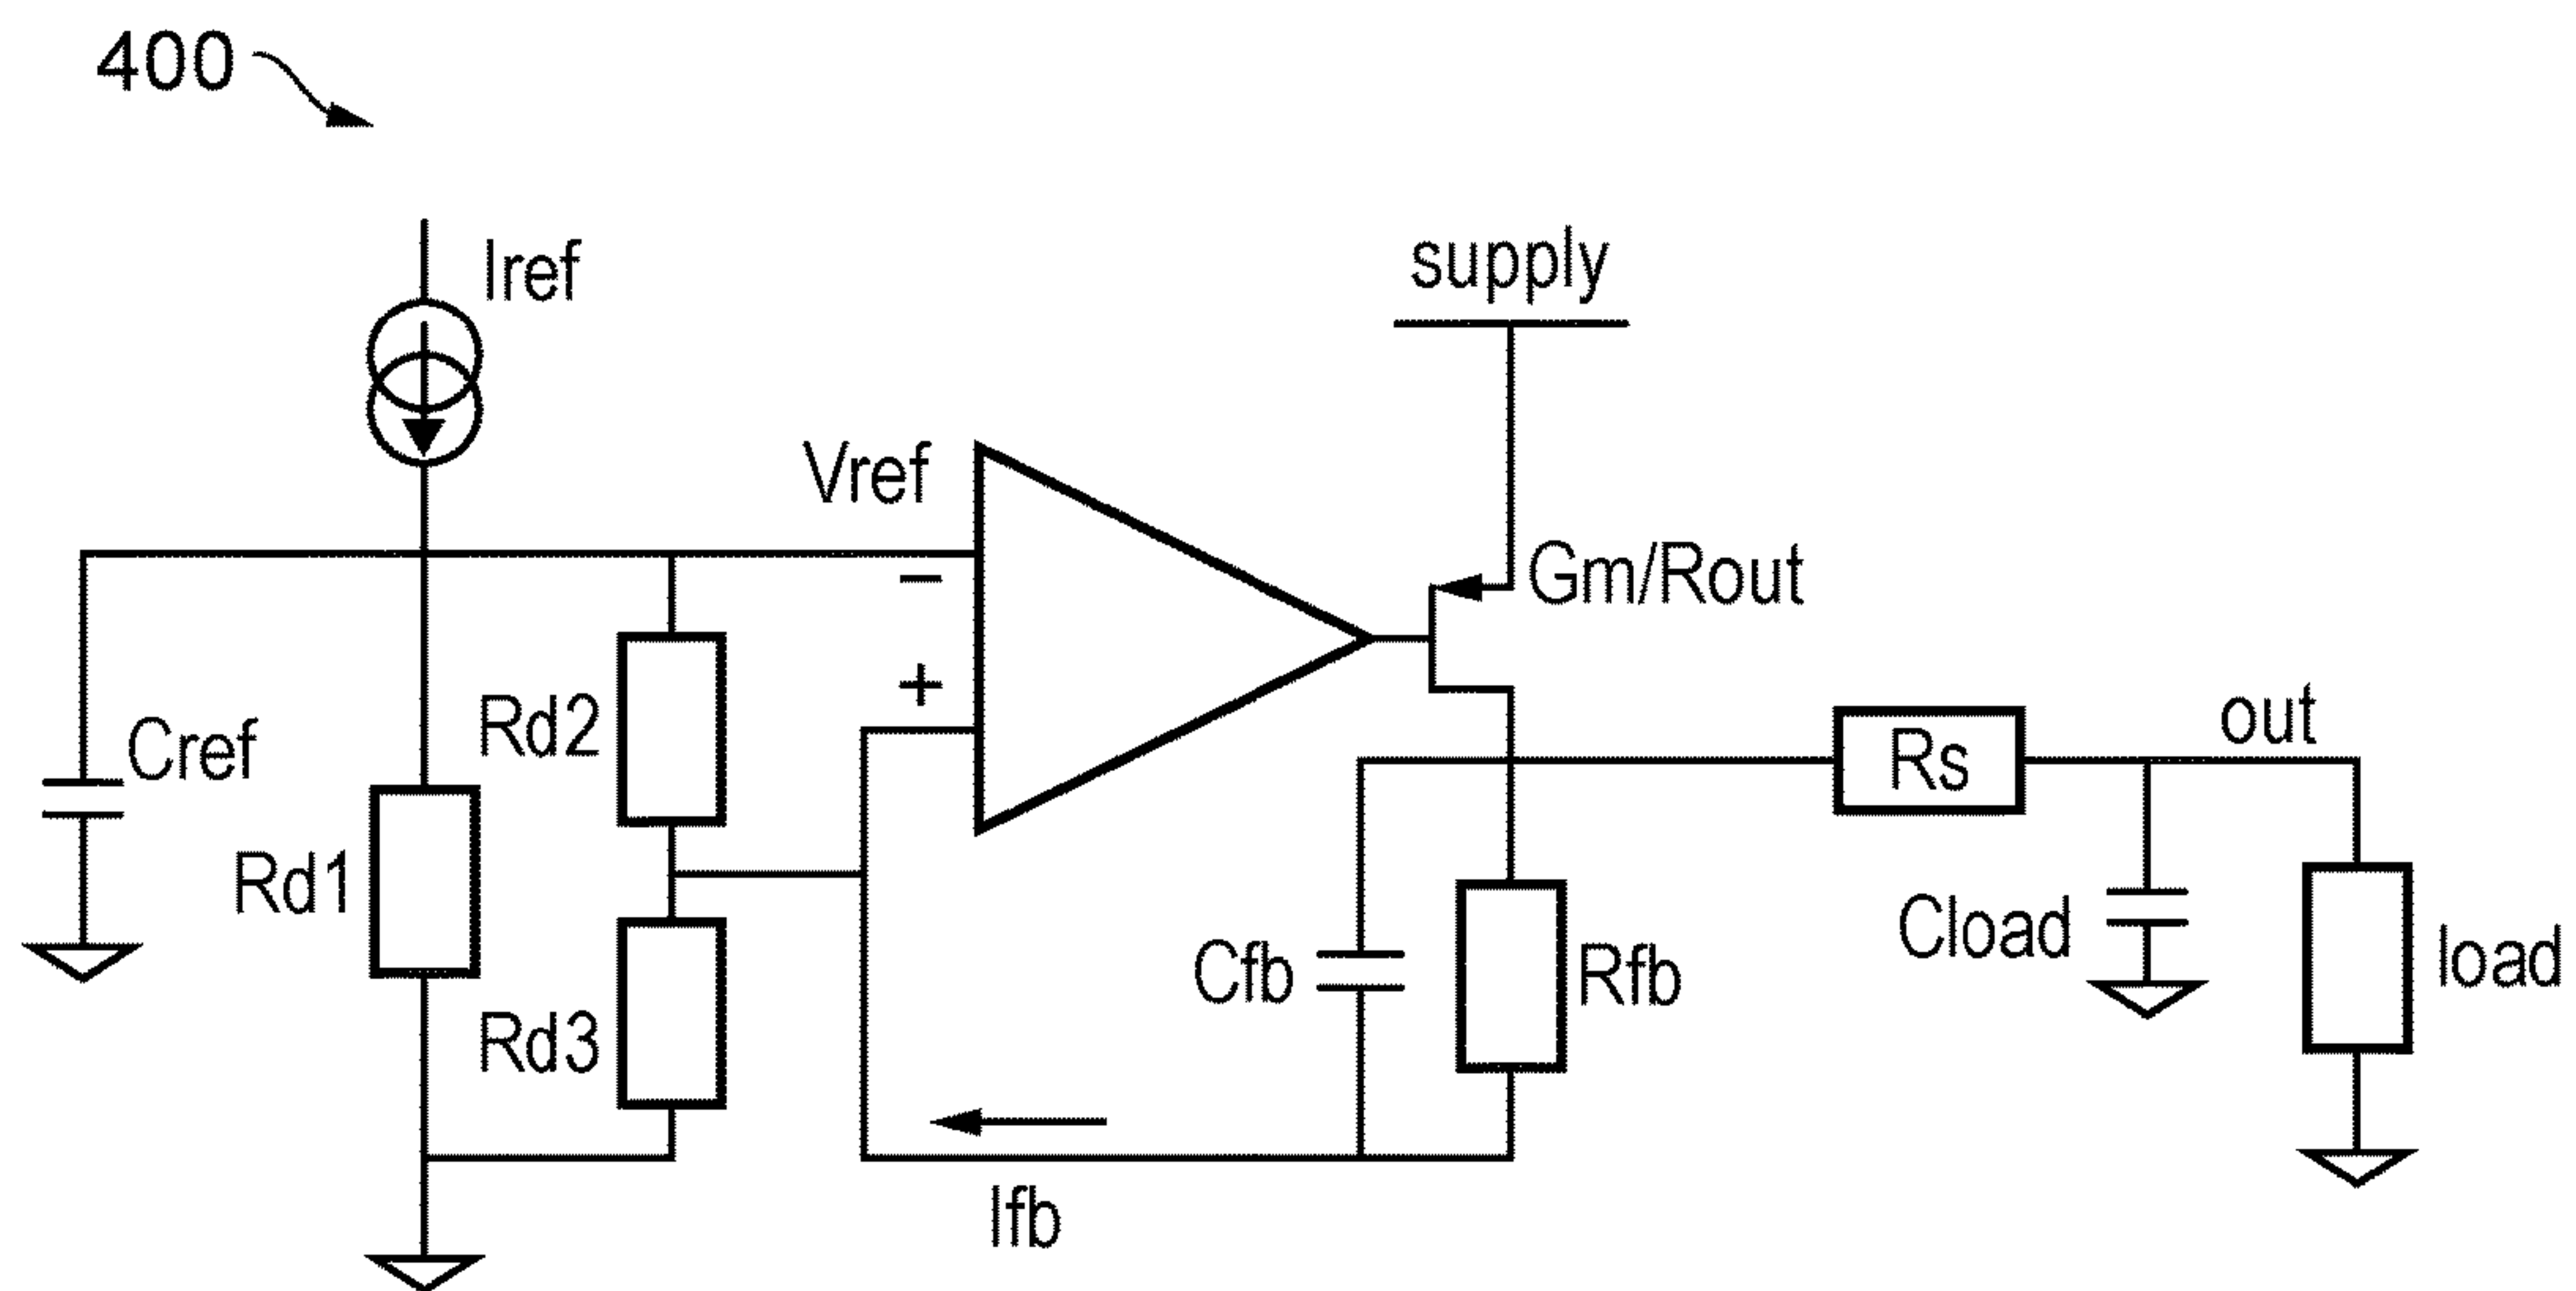 400
Iref
supply
Vref
Gm/Rout
−
+
Rd2
Cref
Rs
out
Rd1
Cfb
Rfb
Cload
load
Rd3
Ifb